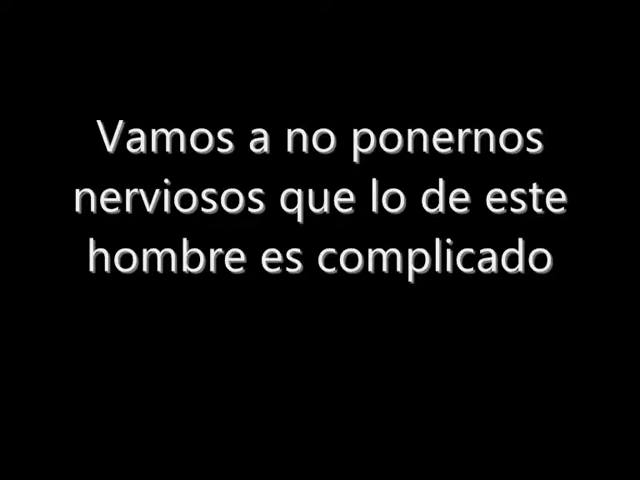 Vamos a no ponernos
nerviosos que lo de este
hombre es complicado